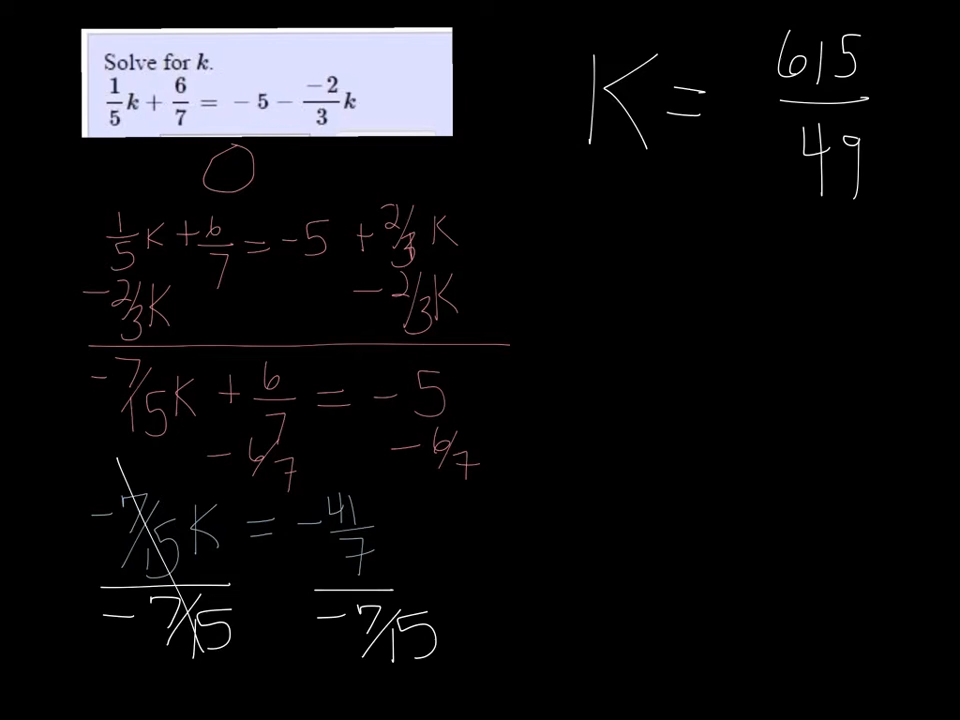 Solve for k.
1/5 k + 6/7 = - 5 - -2/3 k
K = 615/49
1/5 K + 6/7 = -5 + 2/3 K
- 2/3 K - 2/3 K
- 7/15 K + 6/7 = - 5
- 6/7 - 6/7
- 7/15 K = - 41/7
- 7/15 - 7/15